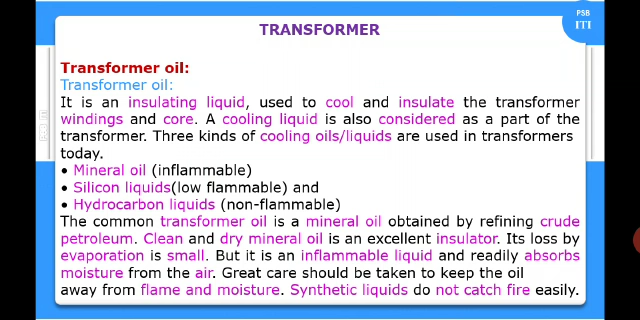 PSB
ITI
TRANSFORMER
Transformer oil:
Transformer oil:
It is an insulating liquid, used to cool and insulate the transformer
windings and core. A cooling liquid is also considered as a part of the
transformer. Three kinds of cooling oils/liquids are used in transformers
today.
• Mineral oil (inflammable)
• Silicon liquids(low flammable) and
• Hydrocarbon liquids (non-flammable)
The common transformer oil is a mineral oil obtained by refining crude
petroleum. Clean and dry mineral oil is an excellent insulator. Its loss by
evaporation is small. But it is an inflammable liquid and readily absorbs
moisture from the air. Great care should be taken to keep the oil
away from flame and moisture. Synthetic liquids do not catch fire easily.